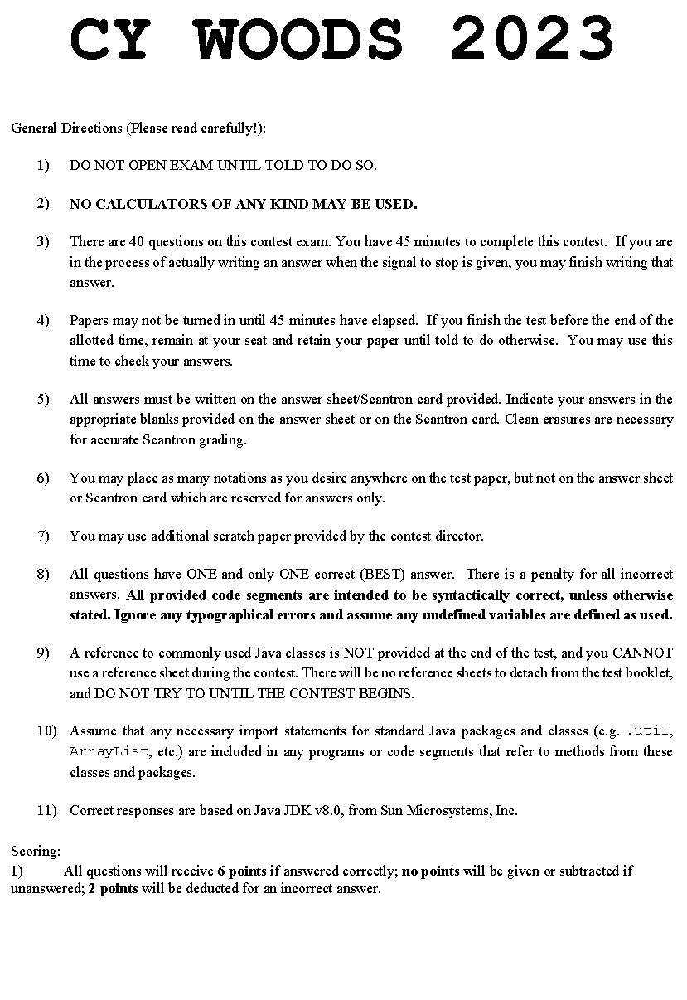 CY WOODS 2023
General Directions (Please read carefully!):
1) DO NOT OPEN EXAM UNTIL TOLD TO DO SO.
2) NO CALCULATORS OF ANY KIND MAY BE USED.
3) There are 40 questions on this contest exam. You have 45 minutes to complete this contest. If you are
in the process of actually writing an answer when the signal to stop is given, you may finish writing that
answer.
4) Papers may not be turned in until 45 minutes have elapsed. If you finish the test before the end of the
allotted time, remain at your seat and retain your paper until told to do otherwise. You may use this
time to check your answers.
5) All answers must be written on the answer sheet/Scantron card provided. Indicate your answers in the
appropriate blanks provided on the answer sheet or on the Scantron card. Clean erasures are necessary
for accurate Scantron grading.
6) You may place as many notations as you desire anywhere on the test paper, but not on the answer sheet
or Scantron card which are reserved for answers only.
7) You may use additional scratch paper provided by the contest director.
8) All questions have ONE and only ONE correct (BEST) answer. There is a penalty for all incorrect
answers. All provided code segments are intended to be syntactically correct, unless otherwise
stated. Ignore any typographical errors and assume any undefined variables are defined as used.
9) A reference to commonly used Java classes is NOT provided at the end of the test, and you CANNOT
use a reference sheet during the contest. There will be no reference sheets to detach from the test booklet,
and DO NOT TRY TO UNTIL THE CONTEST BEGINS.
10) Assume that any necessary import statements for standard Java packages and classes (e.g. .util,
ArrayList, etc.) are included in any programs or code segments that refer to methods from these
classes and packages.
11) Correct responses are based on Java JDK v8.0, from Sun Microsystems, Inc.
Scoring:
1) All questions will receive 6 points if answered correctly; no points will be given or subtracted if
unanswered; 2 points will be deducted for an incorrect answer.